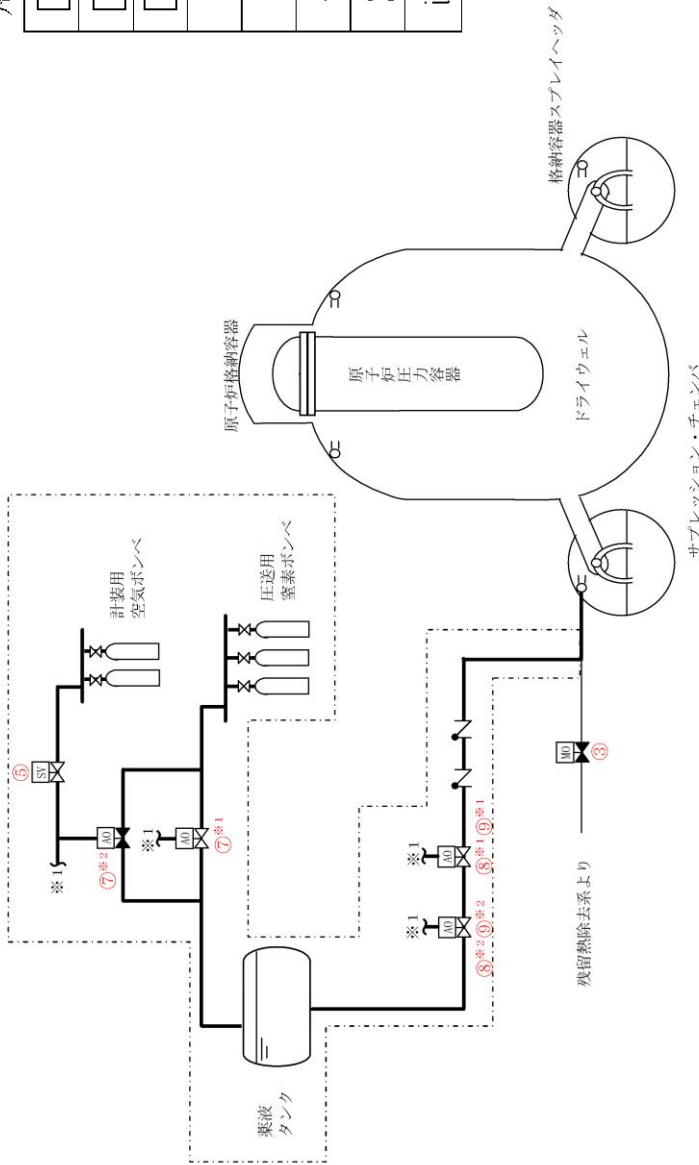 ⑤
SV
計装用
空気ボンベ
※1
AO
⑦※2
※1
AO
⑦※1
圧送用
窒素ボンベ
薬液
タンク
※1
AO
⑧※2 ⑨※2
※1
AO
⑧※1 ⑨※1
残留熱除去系より
MO
③
原子炉格納容器
原子炉圧力容器
ドライウェル
格納容器スプレイヘッダ
サプレッション・チェンバ